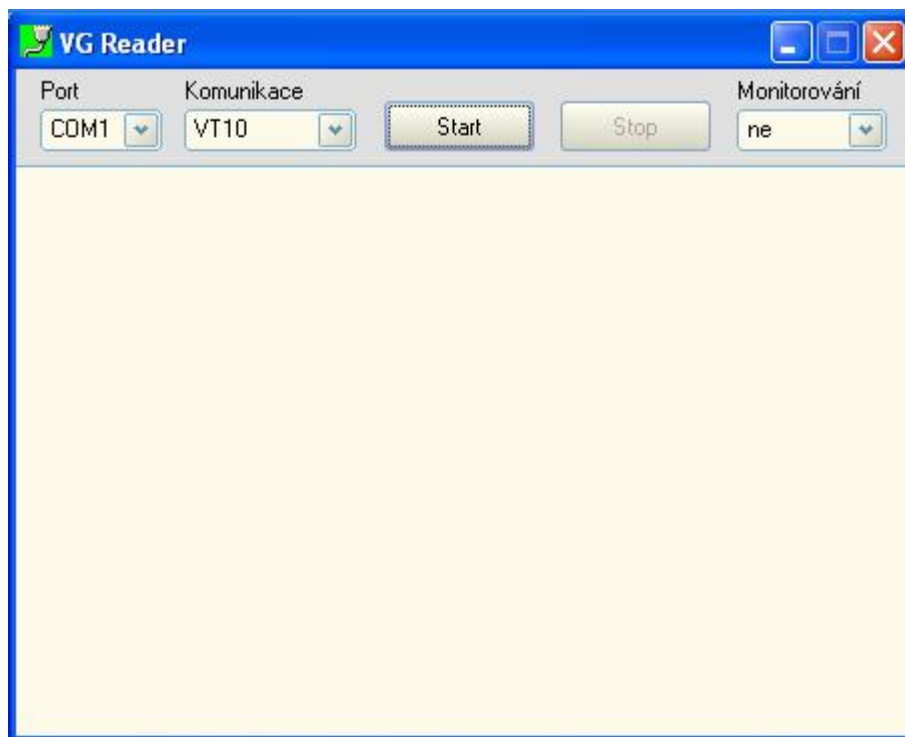 VG Reader
Port Komunikace Monitorování
COM1 VT10 Start Stop ne